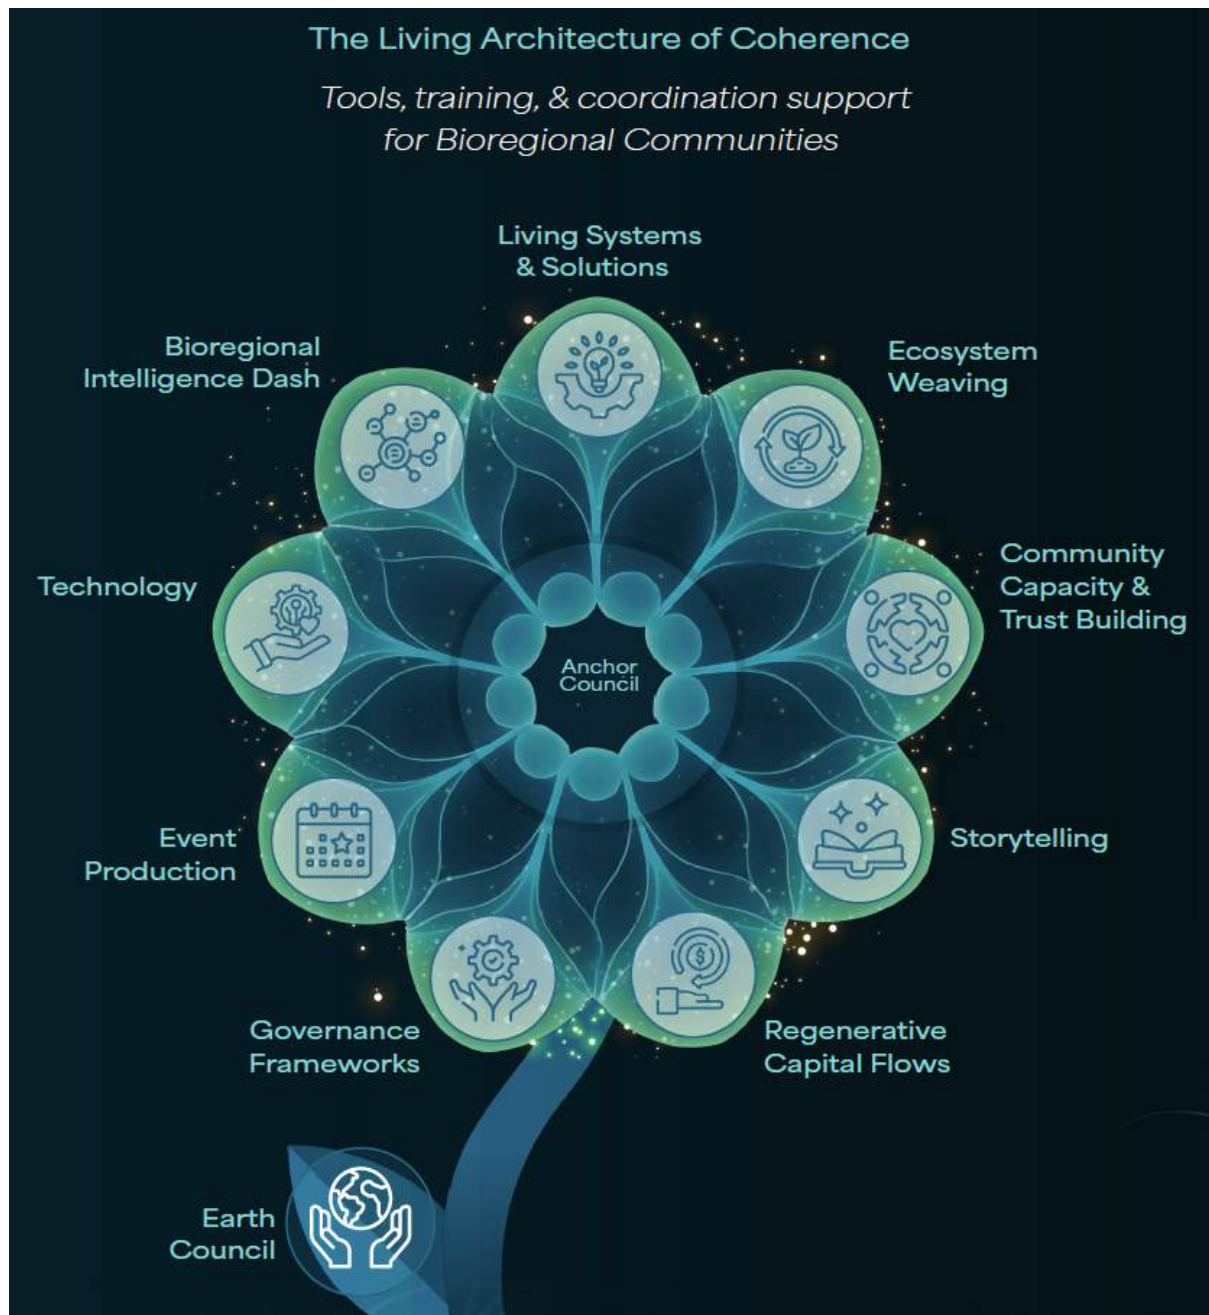 The Living Architecture of Coherence
Tools, training, & coordination support
for Bioregional Communities
Living Systems
& Solutions
Bioregional
Intelligence Dash
Ecosystem
Weaving
Technology
Community
Capacity &
Trust Building
Anchor
Council
Event
Production
Storytelling
Governance
Frameworks
Regenerative
Capital Flows
Earth
Council